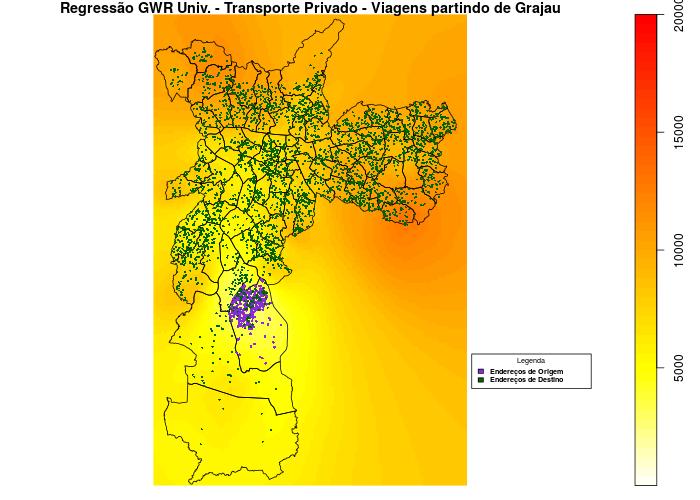 Regressão GWR Univ. - Transporte Privado - Viagens partindo de Grajau
20000
15000
10000
5000
Legenda
Endereços de Origem
Endereços de Destino